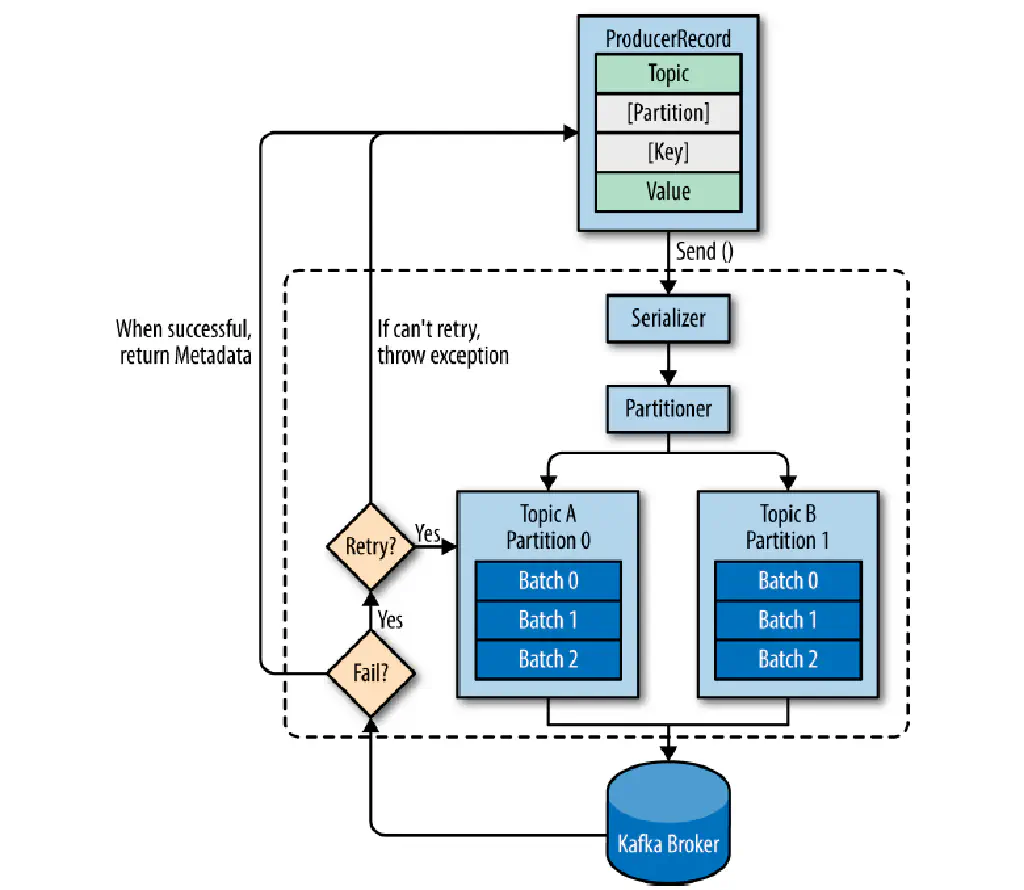 ProducerRecord
Topic
[Partition]
[Key]
Value
Send ()
Serializer
Partitioner
When successful,
return Metadata
If can't retry,
throw exception
Topic A
Partition 0
Batch 0
Batch 1
Batch 2
Topic B
Partition 1
Batch 0
Batch 1
Batch 2
Retry?
Yes
Yes
Fail?
Kafka Broker